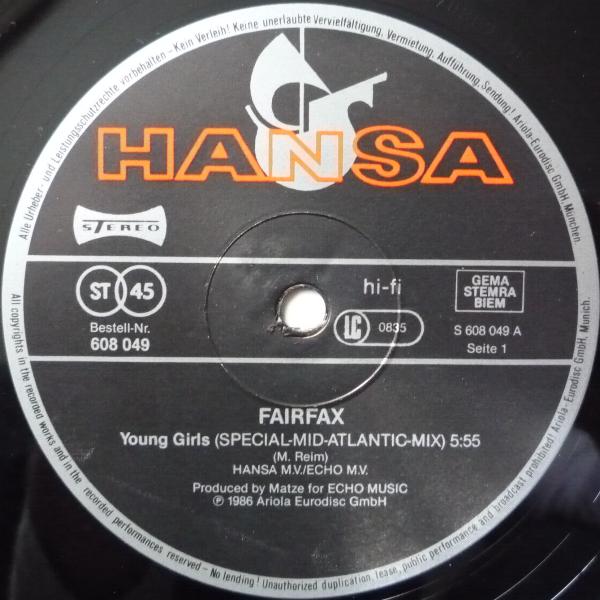 Alle Urheber- und Leistungsschutzrechte vorbehalten – Kein Verleih! Keine unerlaubte Vervielfältigung, Vermietung, Aufführung, Sendung! Ariola-Eurodisc GmbH, München.
HANSA
STEREO
ST 45
hi-fi
GEMA
STEMRA
BIEM
Bestell-Nr.
608 049
LC 0835
S 608 049 A
Seite 1
FAIRFAX
Young Girls (SPECIAL-MID-ATLANTIC-MIX) 5:55
(M. Reim)
HANSA M.V./ECHO M.V.
Produced by Matze for ECHO MUSIC
℗ 1986 Ariola Eurodisc GmbH
All copyrights in the recorded works and in the recorded performances reserved – No lending! Unauthorized duplication, lease, public performance and broadcast prohibited! Ariola-Eurodisc GmbH, Munich.